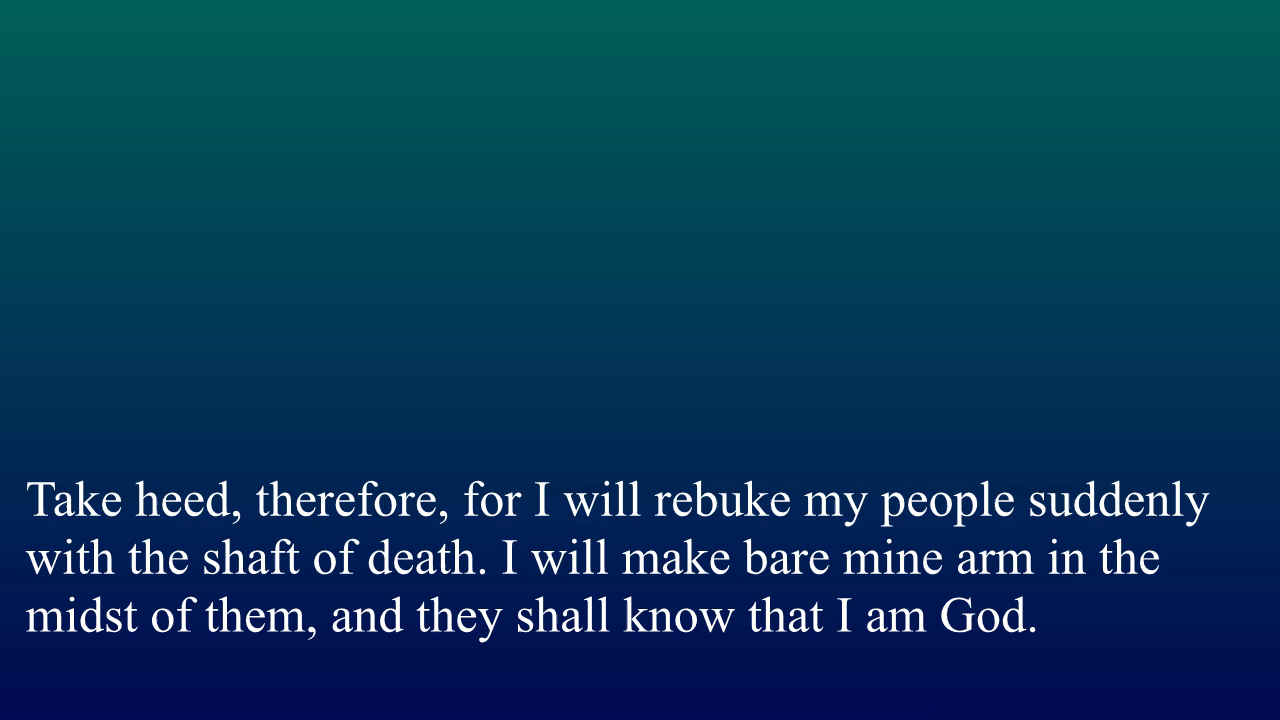 Take heed, therefore, for I will rebuke my people suddenly
with the shaft of death. I will make bare mine arm in the
midst of them, and they shall know that I am God.